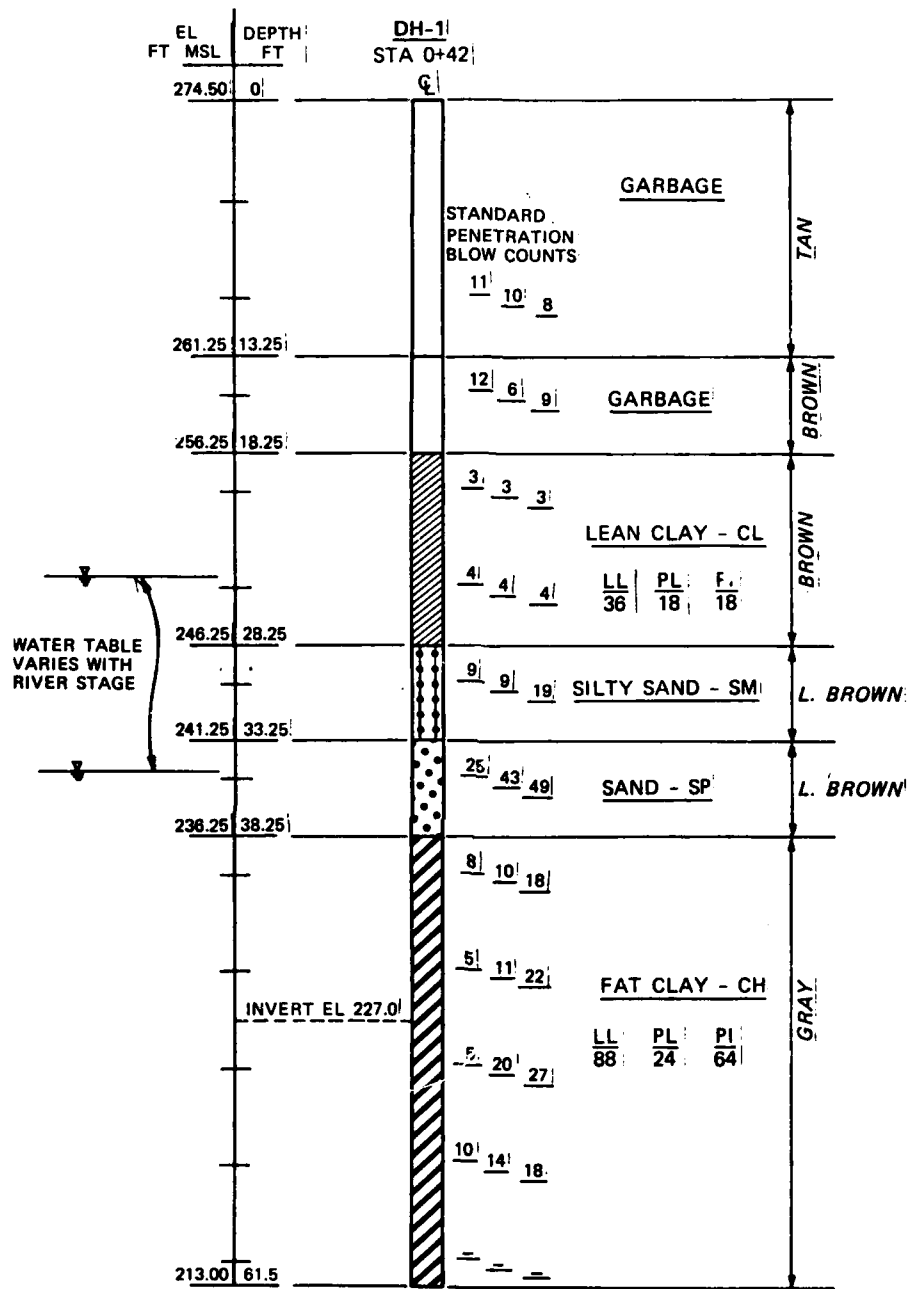 EL DEPTH DH-1
FT MSL FT STA 0+42
℄
274.50 0
GARBAGE
TAN
STANDARD
PENETRATION
BLOW COUNTS
11 10 8
261.25 13.25
12 6 9
GARBAGE
BROWN
256.25 18.25
3 3 3
LEAN CLAY - CL
BROWN
4 4 4
LL PL
36 18 18
246.25 28.25
WATER TABLE
VARIES WITH
RIVER STAGE
9 9 19
SILTY SAND - SM
L. BROWN
241.25 33.25
25 43 49
SAND - SP
L. BROWN
236.25 38.25
8 10 18
5 11 22
FAT CLAY - CH
GRAY
INVERT EL 227.0
LL PL PI
88 24 64
20 27
10 14 18
- - -
213.00 61.5